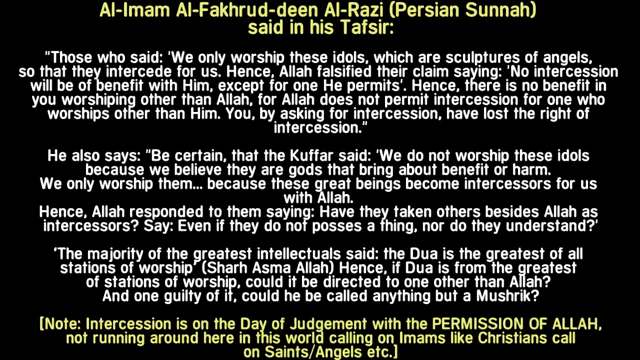 Al-Imam Al-Fakhrud-deen Al-Razi (Persian Sunnah)
said in his Tafsir:
"Those who said: 'We only worship these idols, which are sculptures of angels,
so that they intercede for us. Hence, Allah falsified their claim saying: 'No intercession
will be of benefit with Him, except for one He permits'. Hence, there is no benefit in
you worshiping other than Allah, for Allah does not permit intercession for one who
worships other than Him. You, by asking for intercession, have lost the right of
intercession."
He also says: "Be certain, that the Kuffar said: 'We do not worship these idols
because we believe they are gods that bring about benefit or harm.
We only worship them... because these great beings become intercessors for us
with Allah.
Hence, Allah responded to them saying: Have they taken others besides Allah as
intercessors? Say: Even if they do not posses a thing, nor do they understand?'
'The majority of the greatest intellectuals said: the Dua is the greatest of all
stations of worship' (Sharh Asma Allah) Hence, if Dua is from the greatest
of stations of worship, could it be directed to one other than Allah?
And one guilty of it, could he be called anything but a Mushrik?
[Note: Intercession is on the Day of Judgement with the PERMISSION OF ALLAH,
not running around here in this world calling on Imams like Christians call
on Saints/Angels etc.]